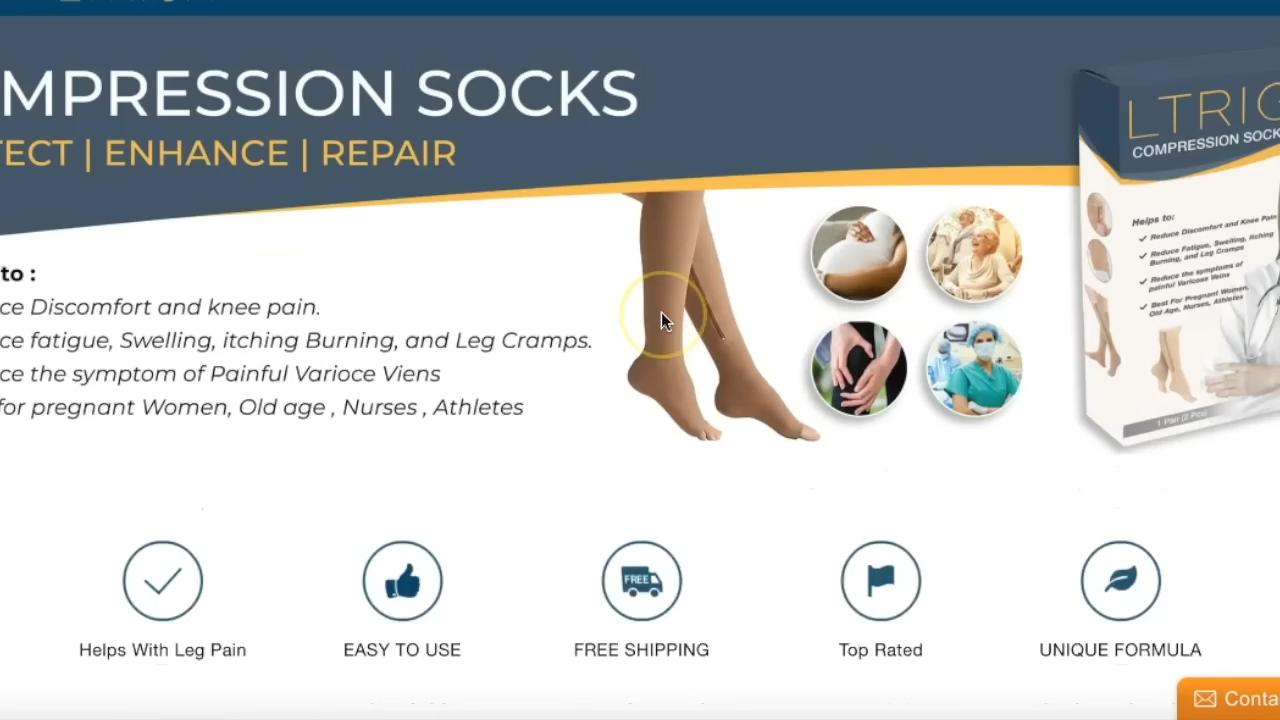 MPRESSION SOCKS
TECT | ENHANCE | REPAIR
to :
ce Discomfort and knee pain.
ce fatigue, Swelling, itching Burning, and Leg Cramps.
ce the symptom of Painful Varioce Viens
for pregnant Women, Old age , Nurses , Athletes
LTRIG
COMPRESSION SOCK
Helps to:
Reduce Discomfort and Knee Pain
Reduce Fatigue, Swelling, Itching
Burning, and Leg Cramps
Reduce the symptoms of
painful Varicose Veins
Best For Pregnant Women,
Old Age, Nurses, Athletes
1 Pair (2 Pcs)
FREE
Helps With Leg Pain
EASY TO USE
FREE SHIPPING
Top Rated
UNIQUE FORMULA
Conta